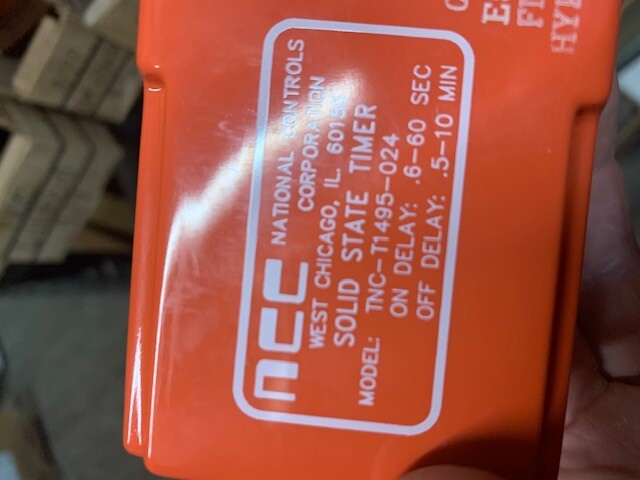 ncc NATIONAL CONTROLS
CORPORATION
WEST CHICAGO, IL.
SOLID STATE TIMER
MODEL: TNC-T1495-024
ON DELAY: .6-60 SEC
OFF DELAY: .5-10 MIN